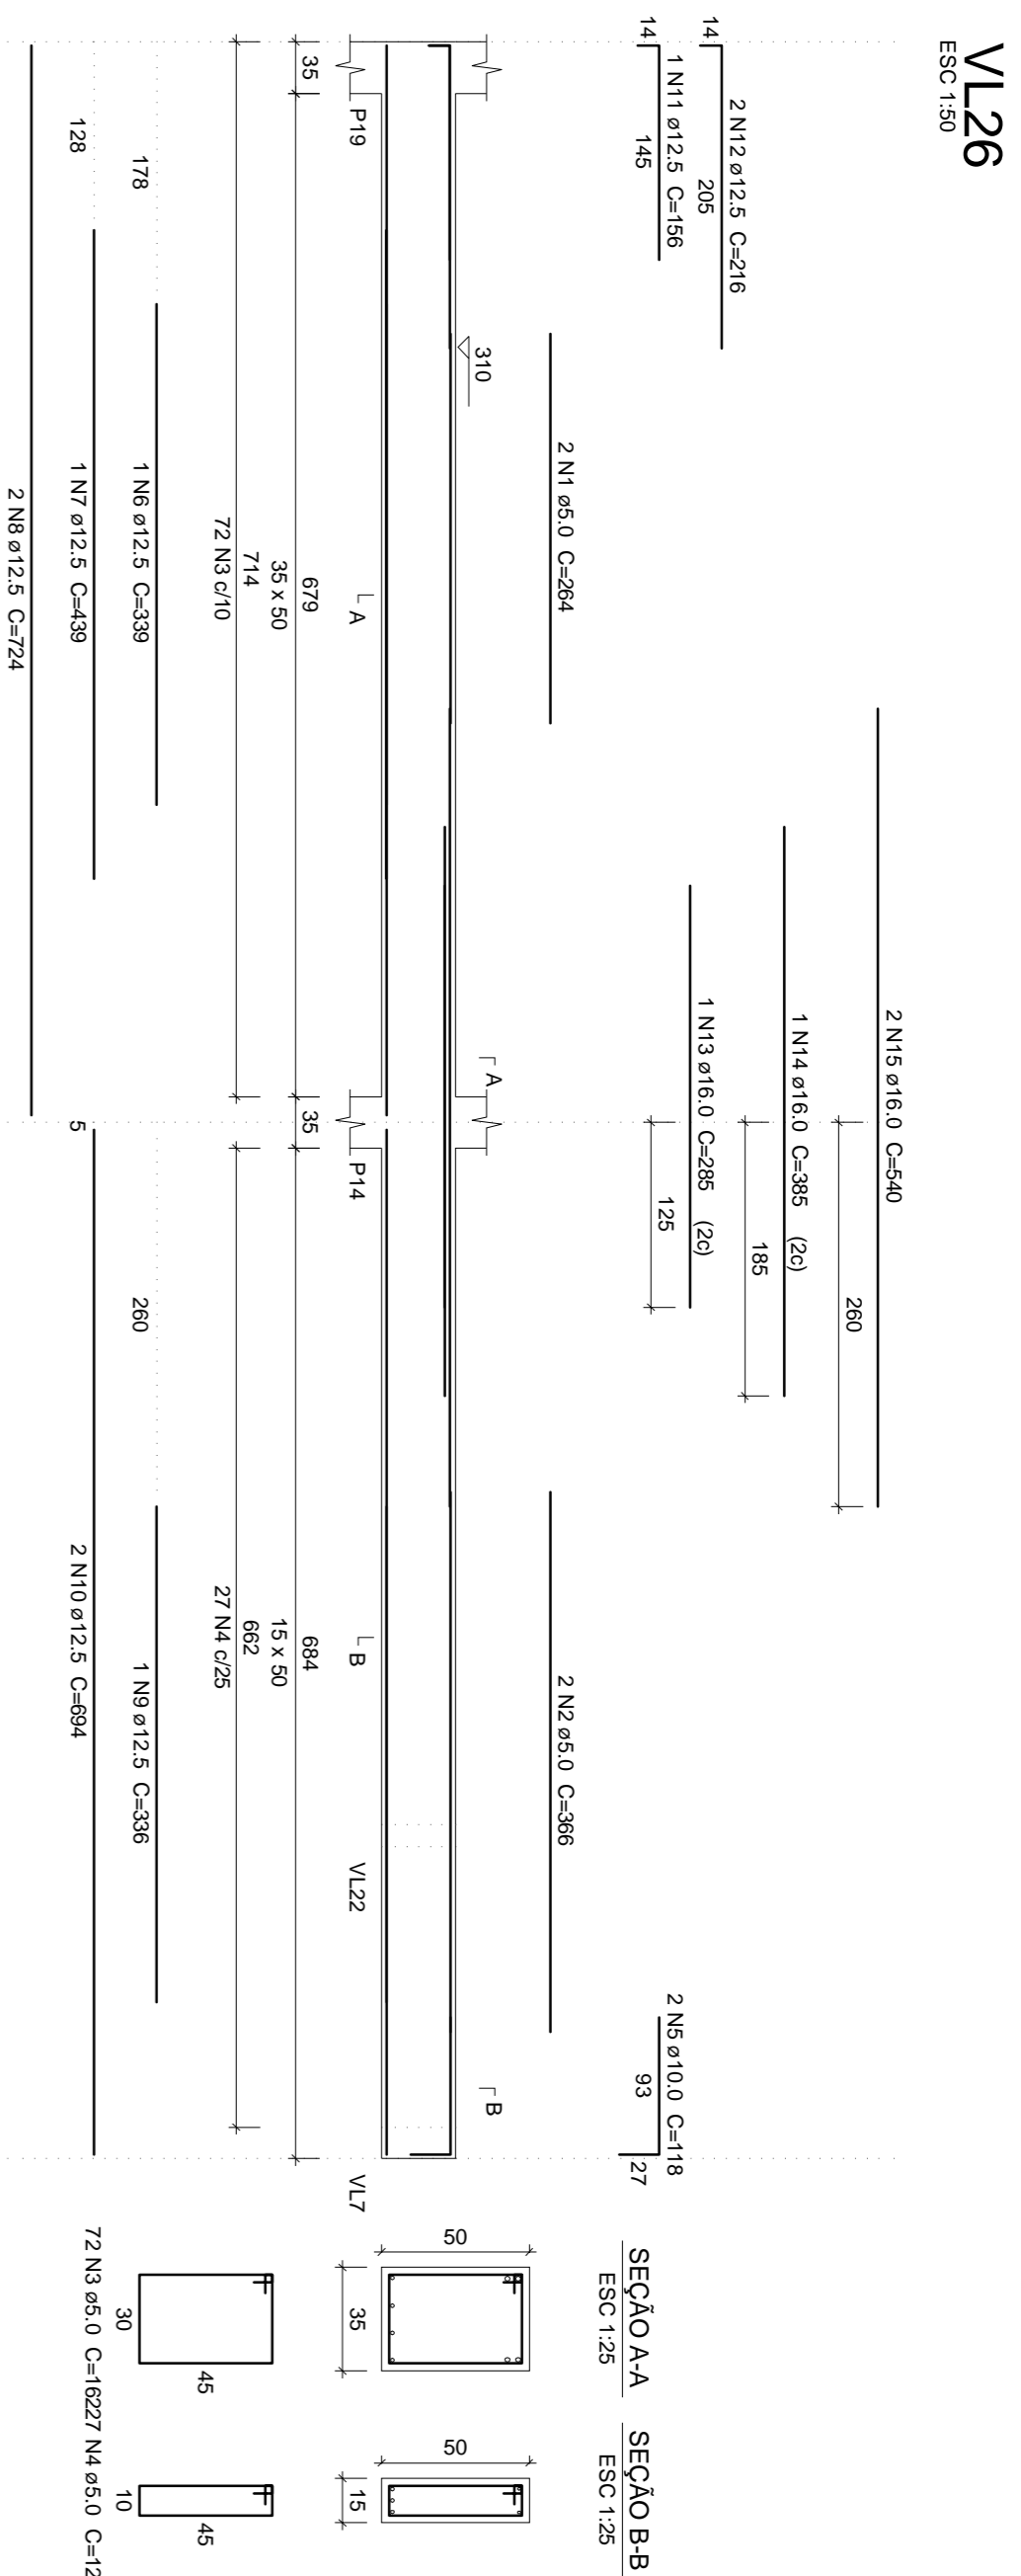 VL26
ESC 1:50
2 N15 ø16.0 C=540
260
1 N14 ø16.0 C=385 (2c)
185
14
2 N12 ø12.5 C=216
205
1 N13 ø16.0 C=285 (2c)
125
14
1 N11 ø12.5 C=156
145
2 N5 ø10.0 C=118
93
27
2 N1 ø5.0 C=264
2 N2 ø5.0 C=366
310
A
B
P19
A
P14
B
VL22
VL7
35
679
35
684
35 x 50
15 x 50
714
662
72 N3 c/10
27 N4 c/25
178
1 N6 ø12.5 C=339
260
1 N9 ø12.5 C=336
128
1 N7 ø12.5 C=439
5
2 N10 ø12.5 C=694
2 N8 ø12.5 C=724
SEÇÃO A-A
ESC 1:25
50
35
45
30
72 N3 ø5.0 C=162
SEÇÃO B-B
ESC 1:25
50
15
45
10
27 N4 ø5.0 C=12